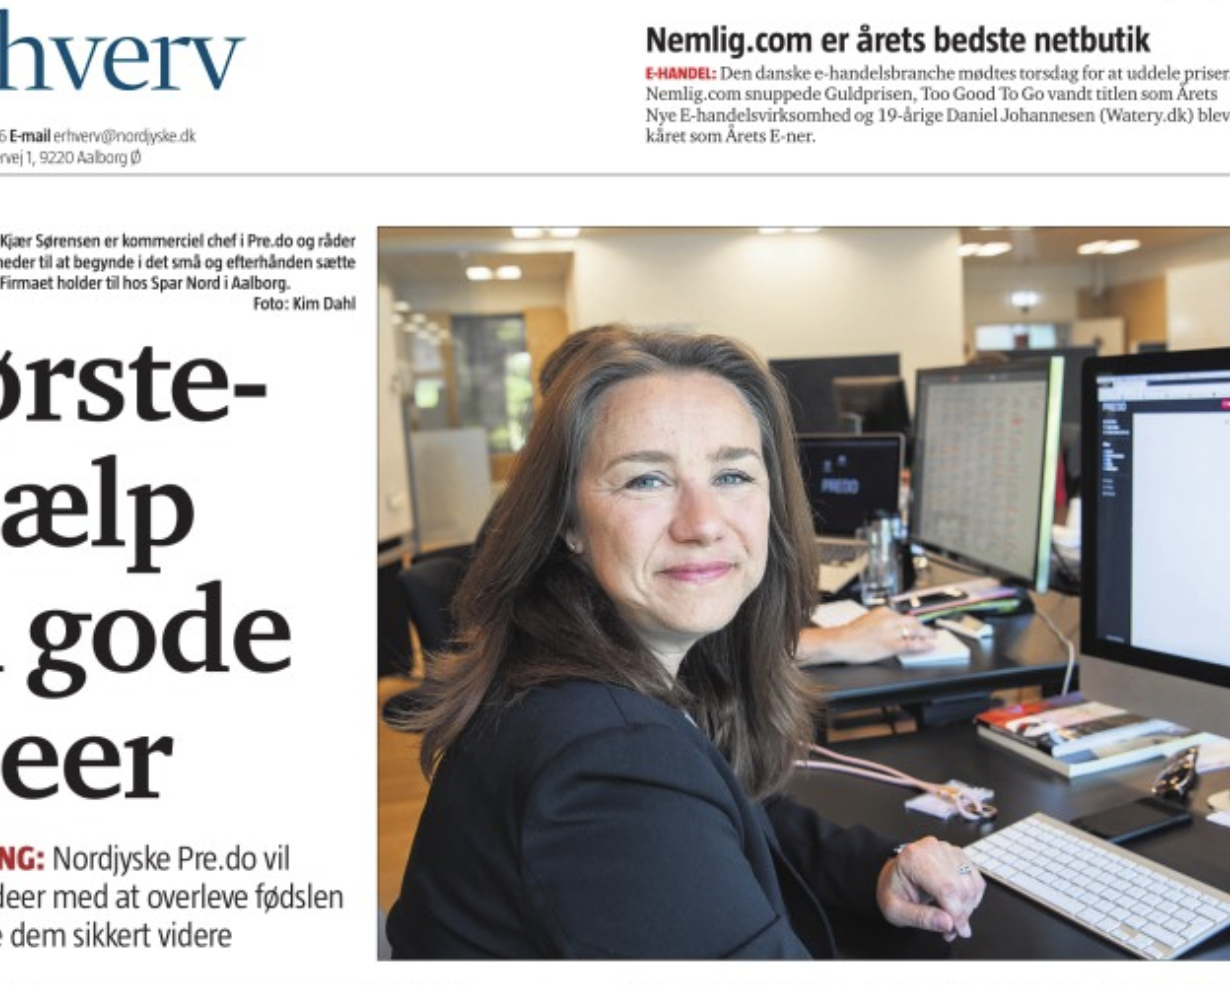 hverv
6 E-mail erhverv@nordjyske.dk
rvej 1, 9220 Aalborg Ø
Nemlig.com er årets bedste netbutik
E-HANDEL: Den danske e-handelsbranche mødtes torsdag for at uddele priser.
Nemlig.com snuppede Guldprisen, Too Good To Go vandt titlen som Årets
Nye E-handelsvirksomhed og 19-årige Daniel Johannesen (Watery.dk) blev
kåret som Årets E-ner.
Kjær Sørensen er kommerciel chef i Pre.do og råder
heder til at begynde i det små og efterhånden sætte
Firmaet holder til hos Spar Nord i Aalborg.
Foto: Kim Dahl
ørste-
ælp
gode
eer
NG: Nordjyske Pre.do vil
deer med at overleve fødslen
e dem sikkert videre
PREDO
PREDO